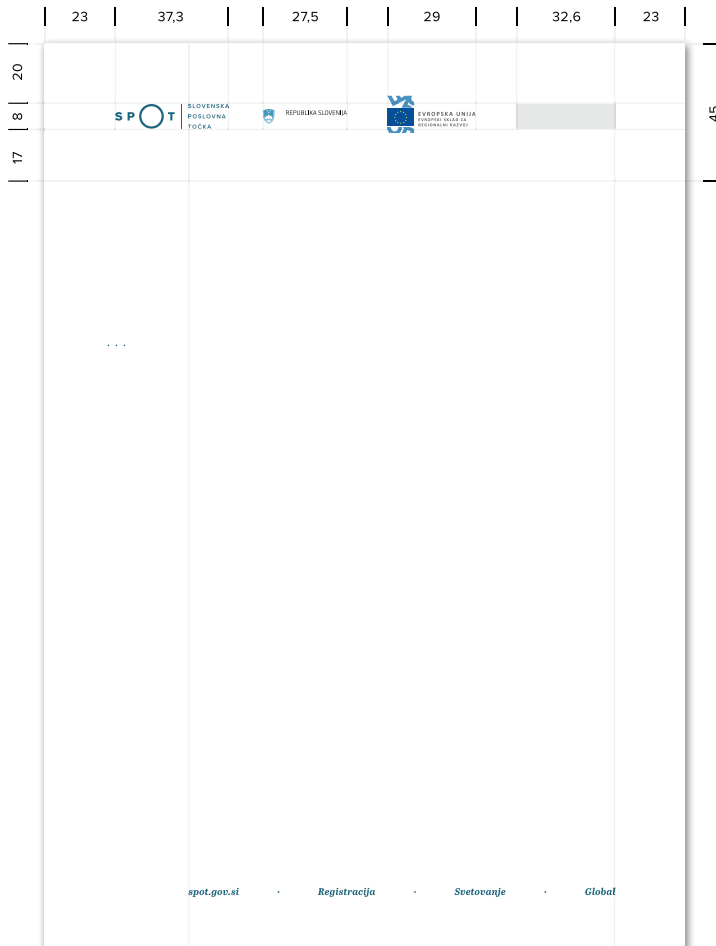 23 37,3 27,5 29 32,6 23
20
8
17
45
SPOT
SLOVENSKA
POSLOVNA
TOČKA
REPUBLIKA SLOVENIJA
EVROPSKA UNIJA
EVROPSKI SKLAD ZA
REGIONALNI RAZVOJ
. . .
spot.gov.si · Registracija · Svetovanje · Global